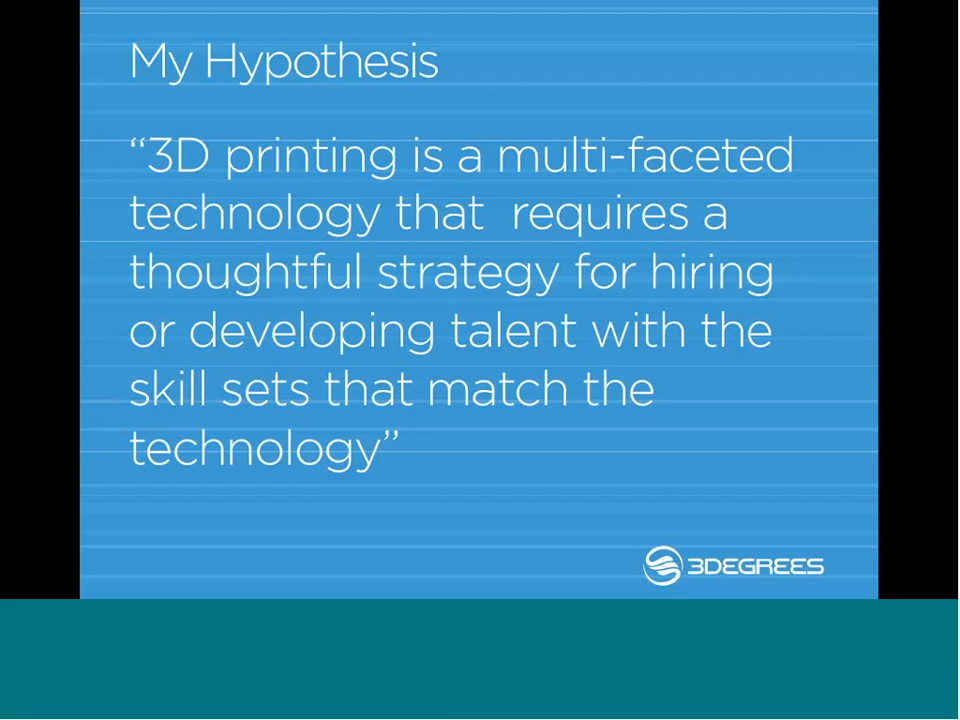 My Hypothesis
“3D printing is a multi-faceted
technology that  requires a
thoughtful strategy for hiring
or developing talent with the
skill sets that match the
technology”
3DEGREES